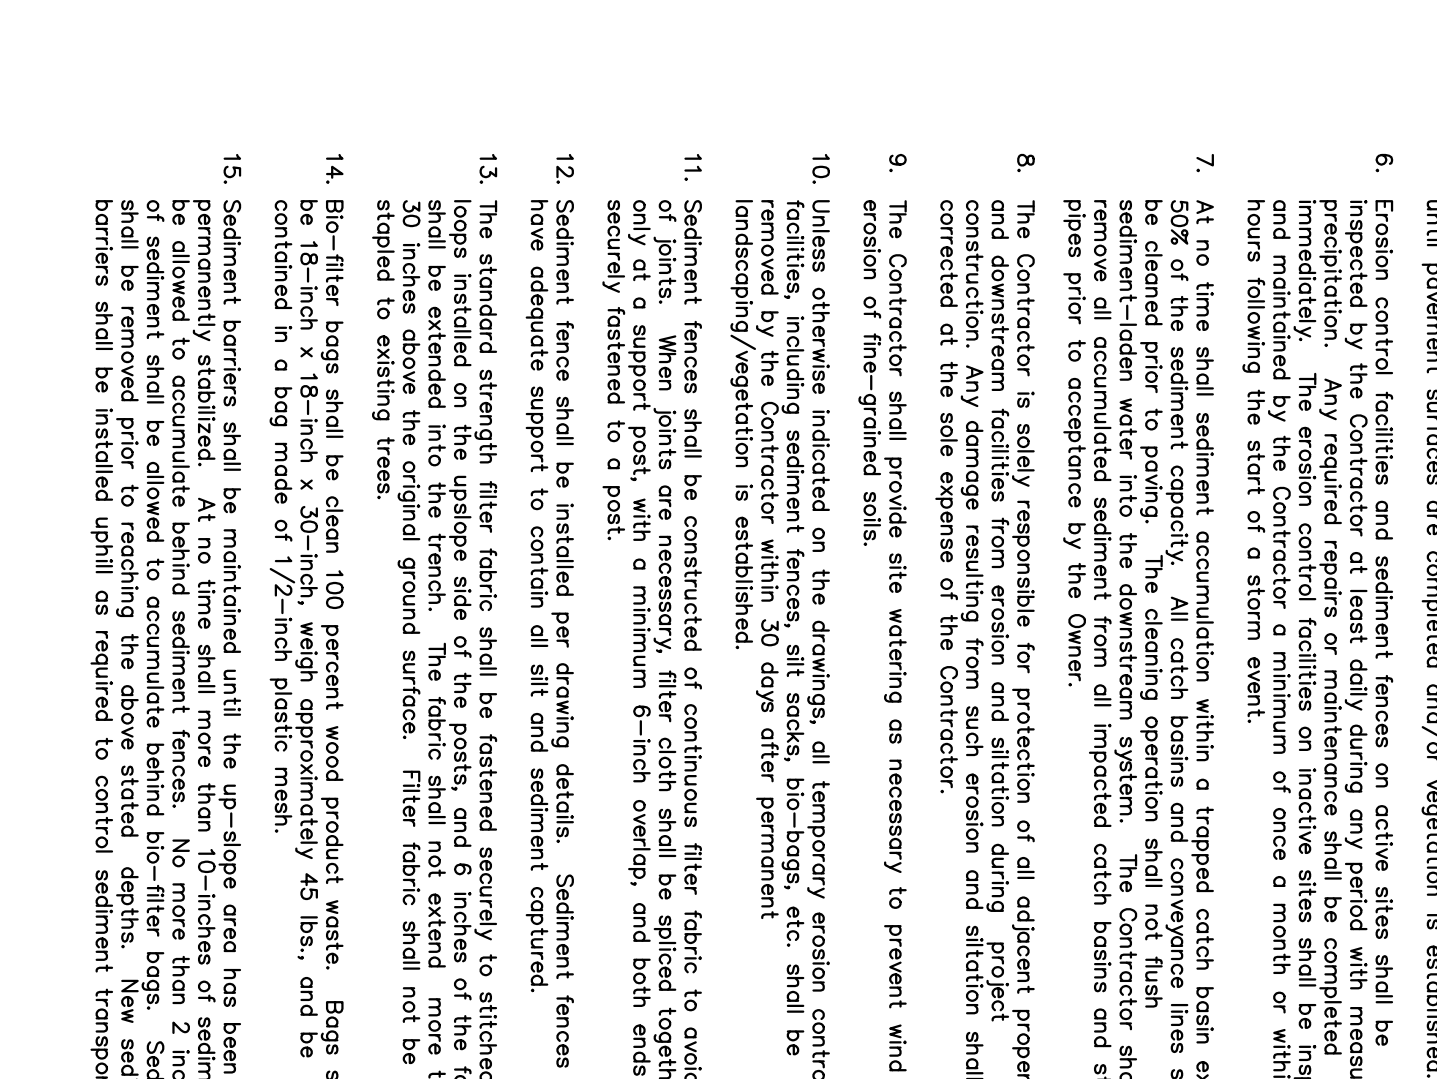 until pavement surfaces are completed and/or vegetation is established.
6. Erosion control facilities and sediment fences on active sites shall be
inspected by the Contractor at least daily during any period with
precipitation. Any required repairs or maintenance shall be completed
immediately. The erosion control facilities on inactive sites shall be
and maintained by the Contractor a minimum of once a month or
hours following the start of a storm event.
7. At no time shall sediment accumulation within a trapped catch basin
50% of the sediment capacity. All catch basins and conveyance lines
be cleaned prior to paving. The cleaning operation shall not flush
sediment-laden water into the downstream system. The Contractor
remove all accumulated sediment from all impacted catch basins and
pipes prior to acceptance by the Owner.
8. The Contractor is solely responsible for protection of all adjacent
and downstream facilities from erosion and siltation during project
construction. Any damage resulting from such erosion and siltation shall
corrected at the sole expense of the Contractor.
9. The Contractor shall provide site watering as necessary to prevent wind
erosion of fine-grained soils.
10. Unless otherwise indicated on the drawings, all temporary erosion
facilities, including sediment fences, silt sacks, bio-bags, etc. shall be
removed by the Contractor within 30 days after permanent
landscaping/vegetation is established.
11. Sediment fences shall be constructed of continuous filter fabric to
of joints. When joints are necessary, filter cloth shall be spliced
only at a support post, with a minimum 6-inch overlap, and both ends
securely fastened to a post.
12. Sediment fence shall be installed per drawing details. Sediment fences
have adequate support to contain all silt and sediment captured.
13. The standard strength filter fabric shall be fastened securely to stitched
loops installed on the upslope side of the posts, and 6 inches of the
shall be extended into the trench. The fabric shall not extend more
30 inches above the original ground surface. Filter fabric shall not be
stapled to existing trees.
14. Bio-filter bags shall be clean 100 percent wood product waste. Bags
be 18-inch x 18-inch x 30-inch, weigh approximately 45 lbs., and be
contained in a bag made of 1/2-inch plastic mesh.
15. Sediment barriers shall be maintained until the up-slope area has been
permanently stabilized. At no time shall more than 10-inches of
be allowed to accumulate behind sediment fences. No more than 2
of sediment shall be allowed to accumulate behind bio-filter bags.
shall be removed prior to reaching the above stated depths. New
barriers shall be installed uphill as required to control sediment